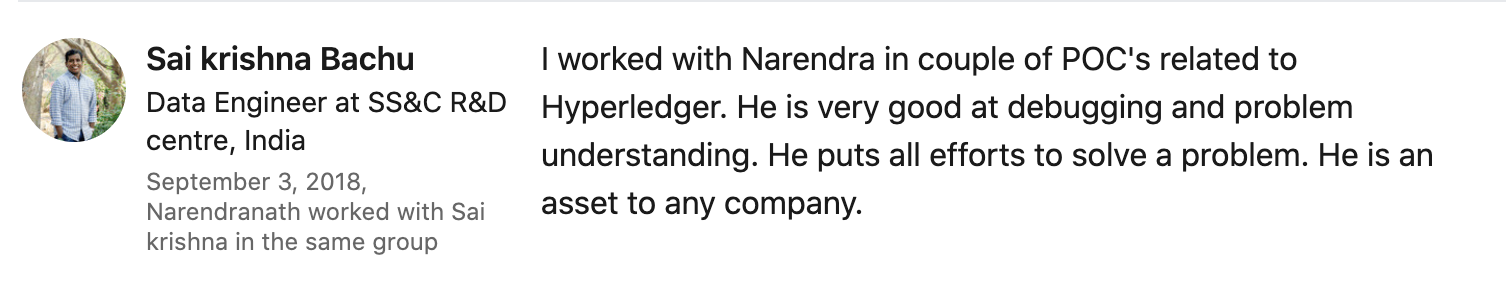 Sai krishna Bachu
Data Engineer at SS&C R&D
centre, India
September 3, 2018,
Narendranath worked with Sai
krishna in the same group
I worked with Narendra in couple of POC's related to
Hyperledger. He is very good at debugging and problem
understanding. He puts all efforts to solve a problem. He is an
asset to any company.